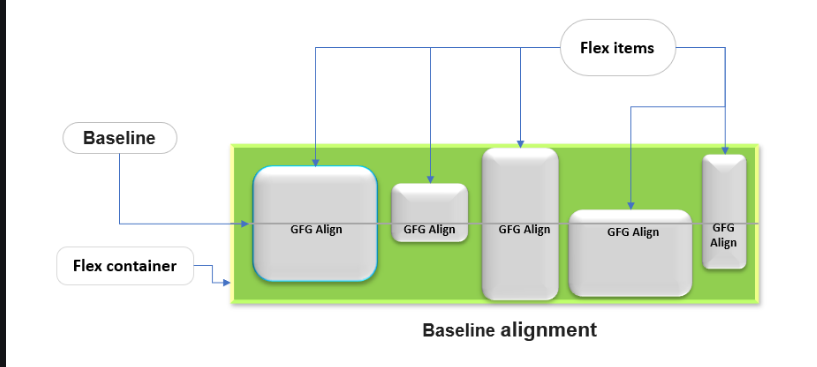 Flex items
Baseline
GFG Align
GFG Align
GFG Align
GFG Align
GFG
Align
Flex container
Baseline alignment